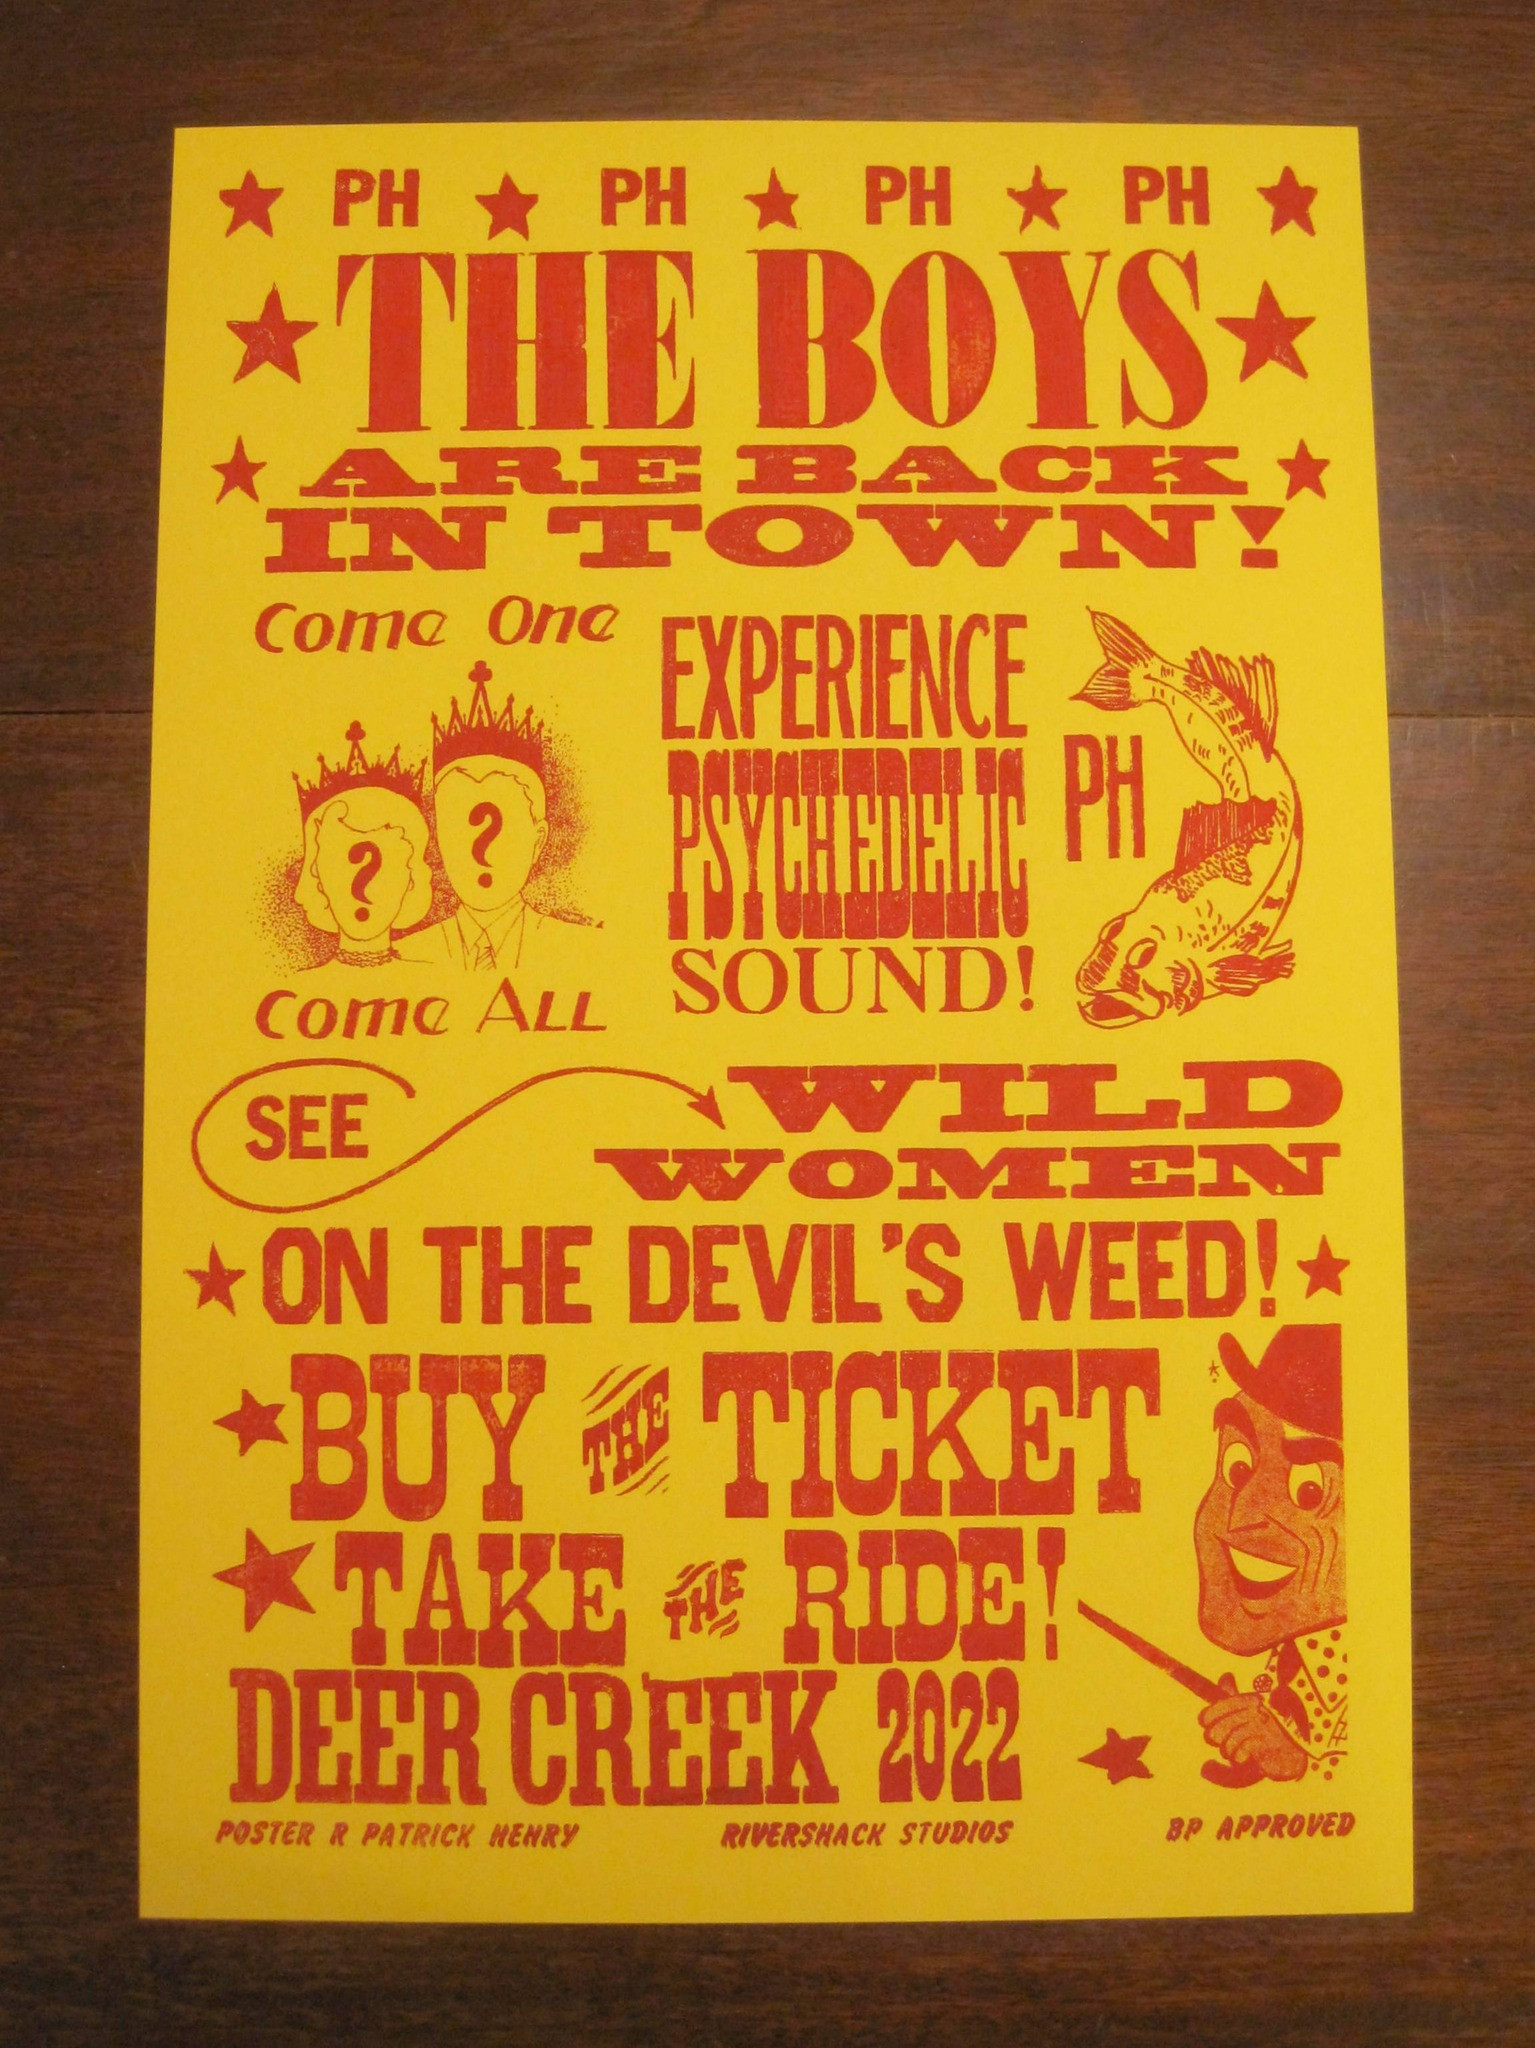 PH PH PH PH
THE BOYS
ARE BACK
IN TOWN!
Come One
? ?
Come ALL
EXPERIENCE
PSYCHEDELIC
SOUND!
PH
SEE
WILD
WOMEN
ON THE DEVIL'S WEED!
BUY THE TICKET
TAKE THE RIDE!
DEER CREEK 2022
POSTER R PATRICK HENRY RIVERSHACK STUDIOS BP APPROVED